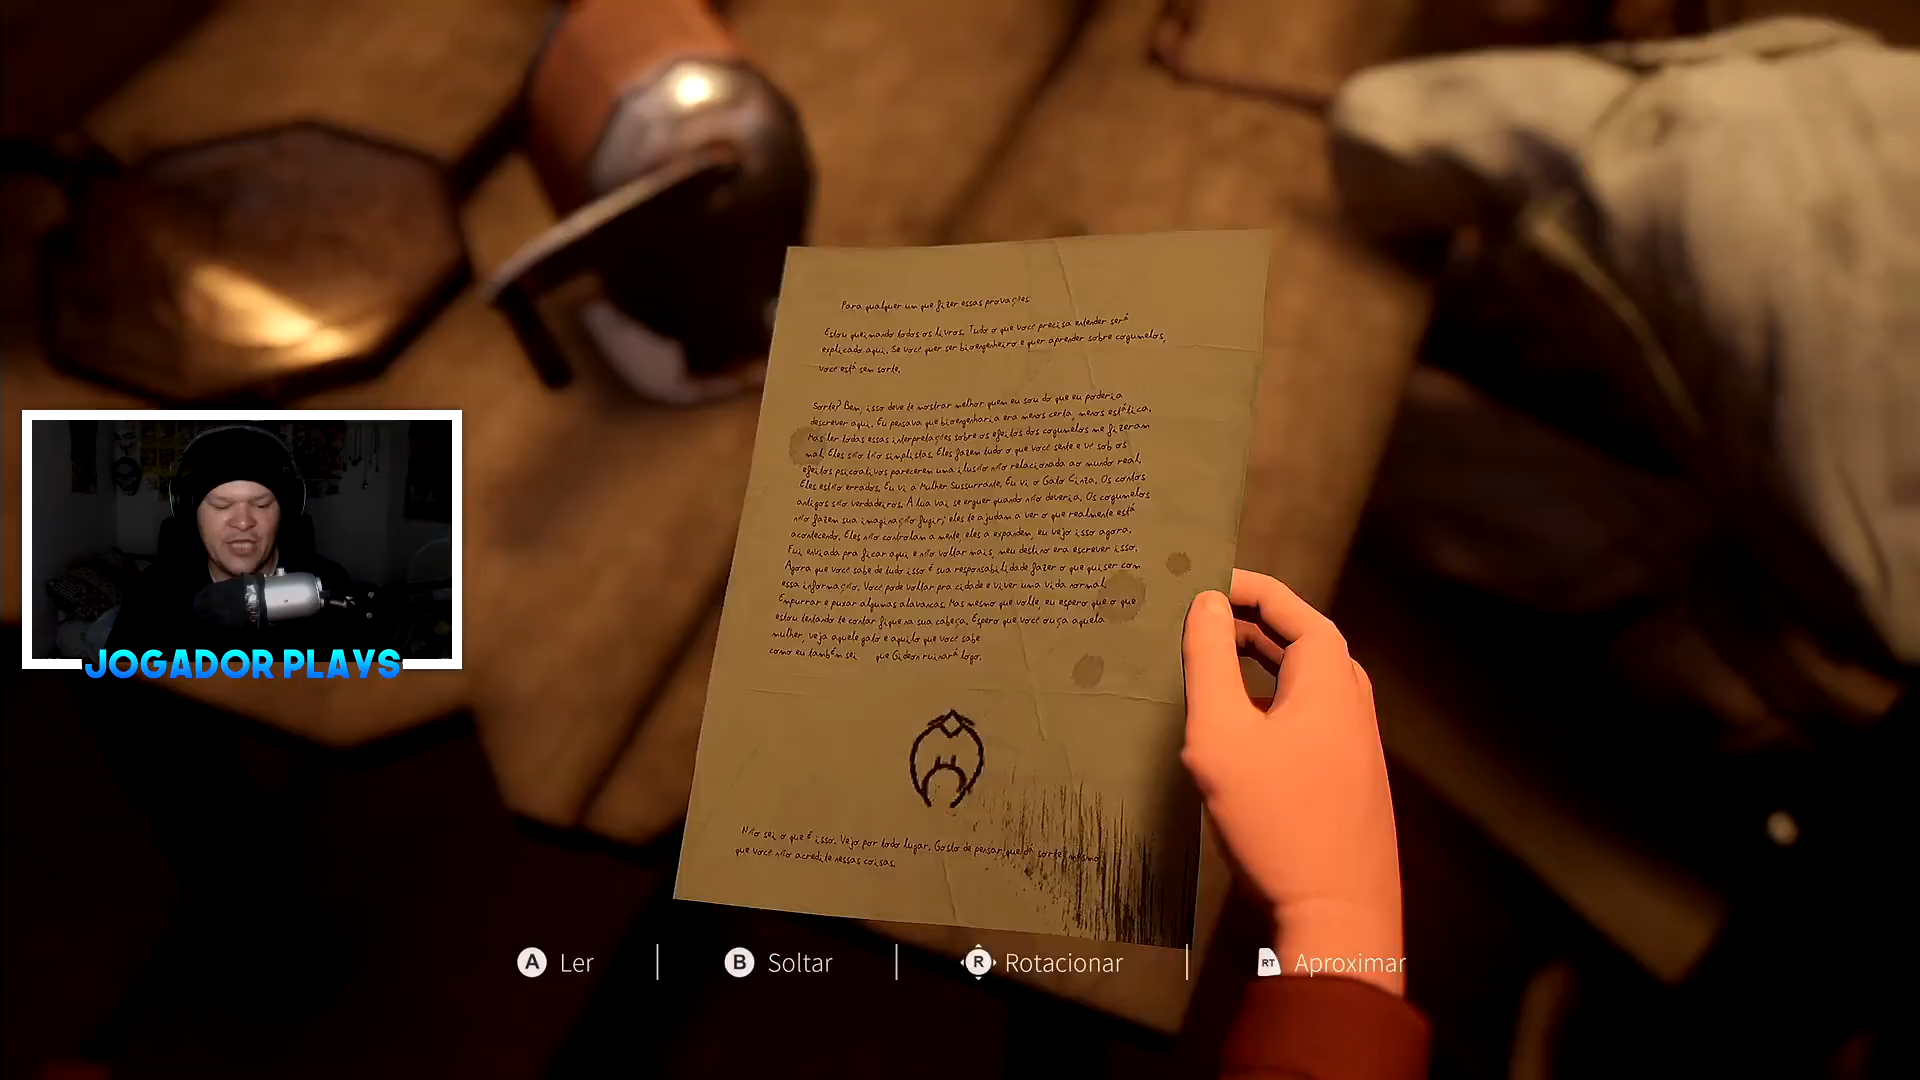 Para qualquer um que fizer essas provações
Estou queimando todos os livros. Tudo o que você precisa entender será
explicado aqui. Se você quer ser bioengenheiro e quer aprender sobre cogumelos,
você está sem sorte.
Sorte? Bem, isso deve te mostrar melhor quem eu sou do que eu poderia
descrever aqui. Eu pensava que bioengenharia era menos certa, menos estática.
Mas ler todas essas interpretações sobre os efeitos dos cogumelos me fizeram
mal. Eles são tão simplistas. Eles fazem tudo o que você sente e vê sob os
efeitos psicoativos parecerem uma ilusão não relacionada ao mundo real.
Eles estão errados. Eu vi a Mulher Sussurrante. Eu vi o Gato Cinza. Os contos
antigos são verdadeiros. A lua vai se erguer quando não deveria. Os cogumelos
não fazem sua imaginação fugir; eles te ajudam a ver o que realmente está
acontecendo. Eles não controlam a mente, eles a expandem, eu vejo isso agora.
Fui enviada pra ficar aqui e não voltar mais, meu destino era escrever isso.
Agora que você sabe de tudo isso é sua responsabilidade fazer o que quiser com
essa informação. Você pode voltar pra cidade e viver uma vida normal.
Empurrar e puxar algumas alavancas. Mas mesmo que volte, eu espero que o que
estou tentando te contar fique na sua cabeça. Espero que você ouça aquela
mulher, veja aquele gato e aquilo que você sabe
como eu também sei que Gideon ruinará logo.
Não sei o que é isso. Vejo por todo lugar. Gosto de pensar que dá sorte, mesmo
que você não acredite nessas coisas.
JOGADOR PLAYS
A Ler
B Soltar
R Rotacionar
RT Aproximar